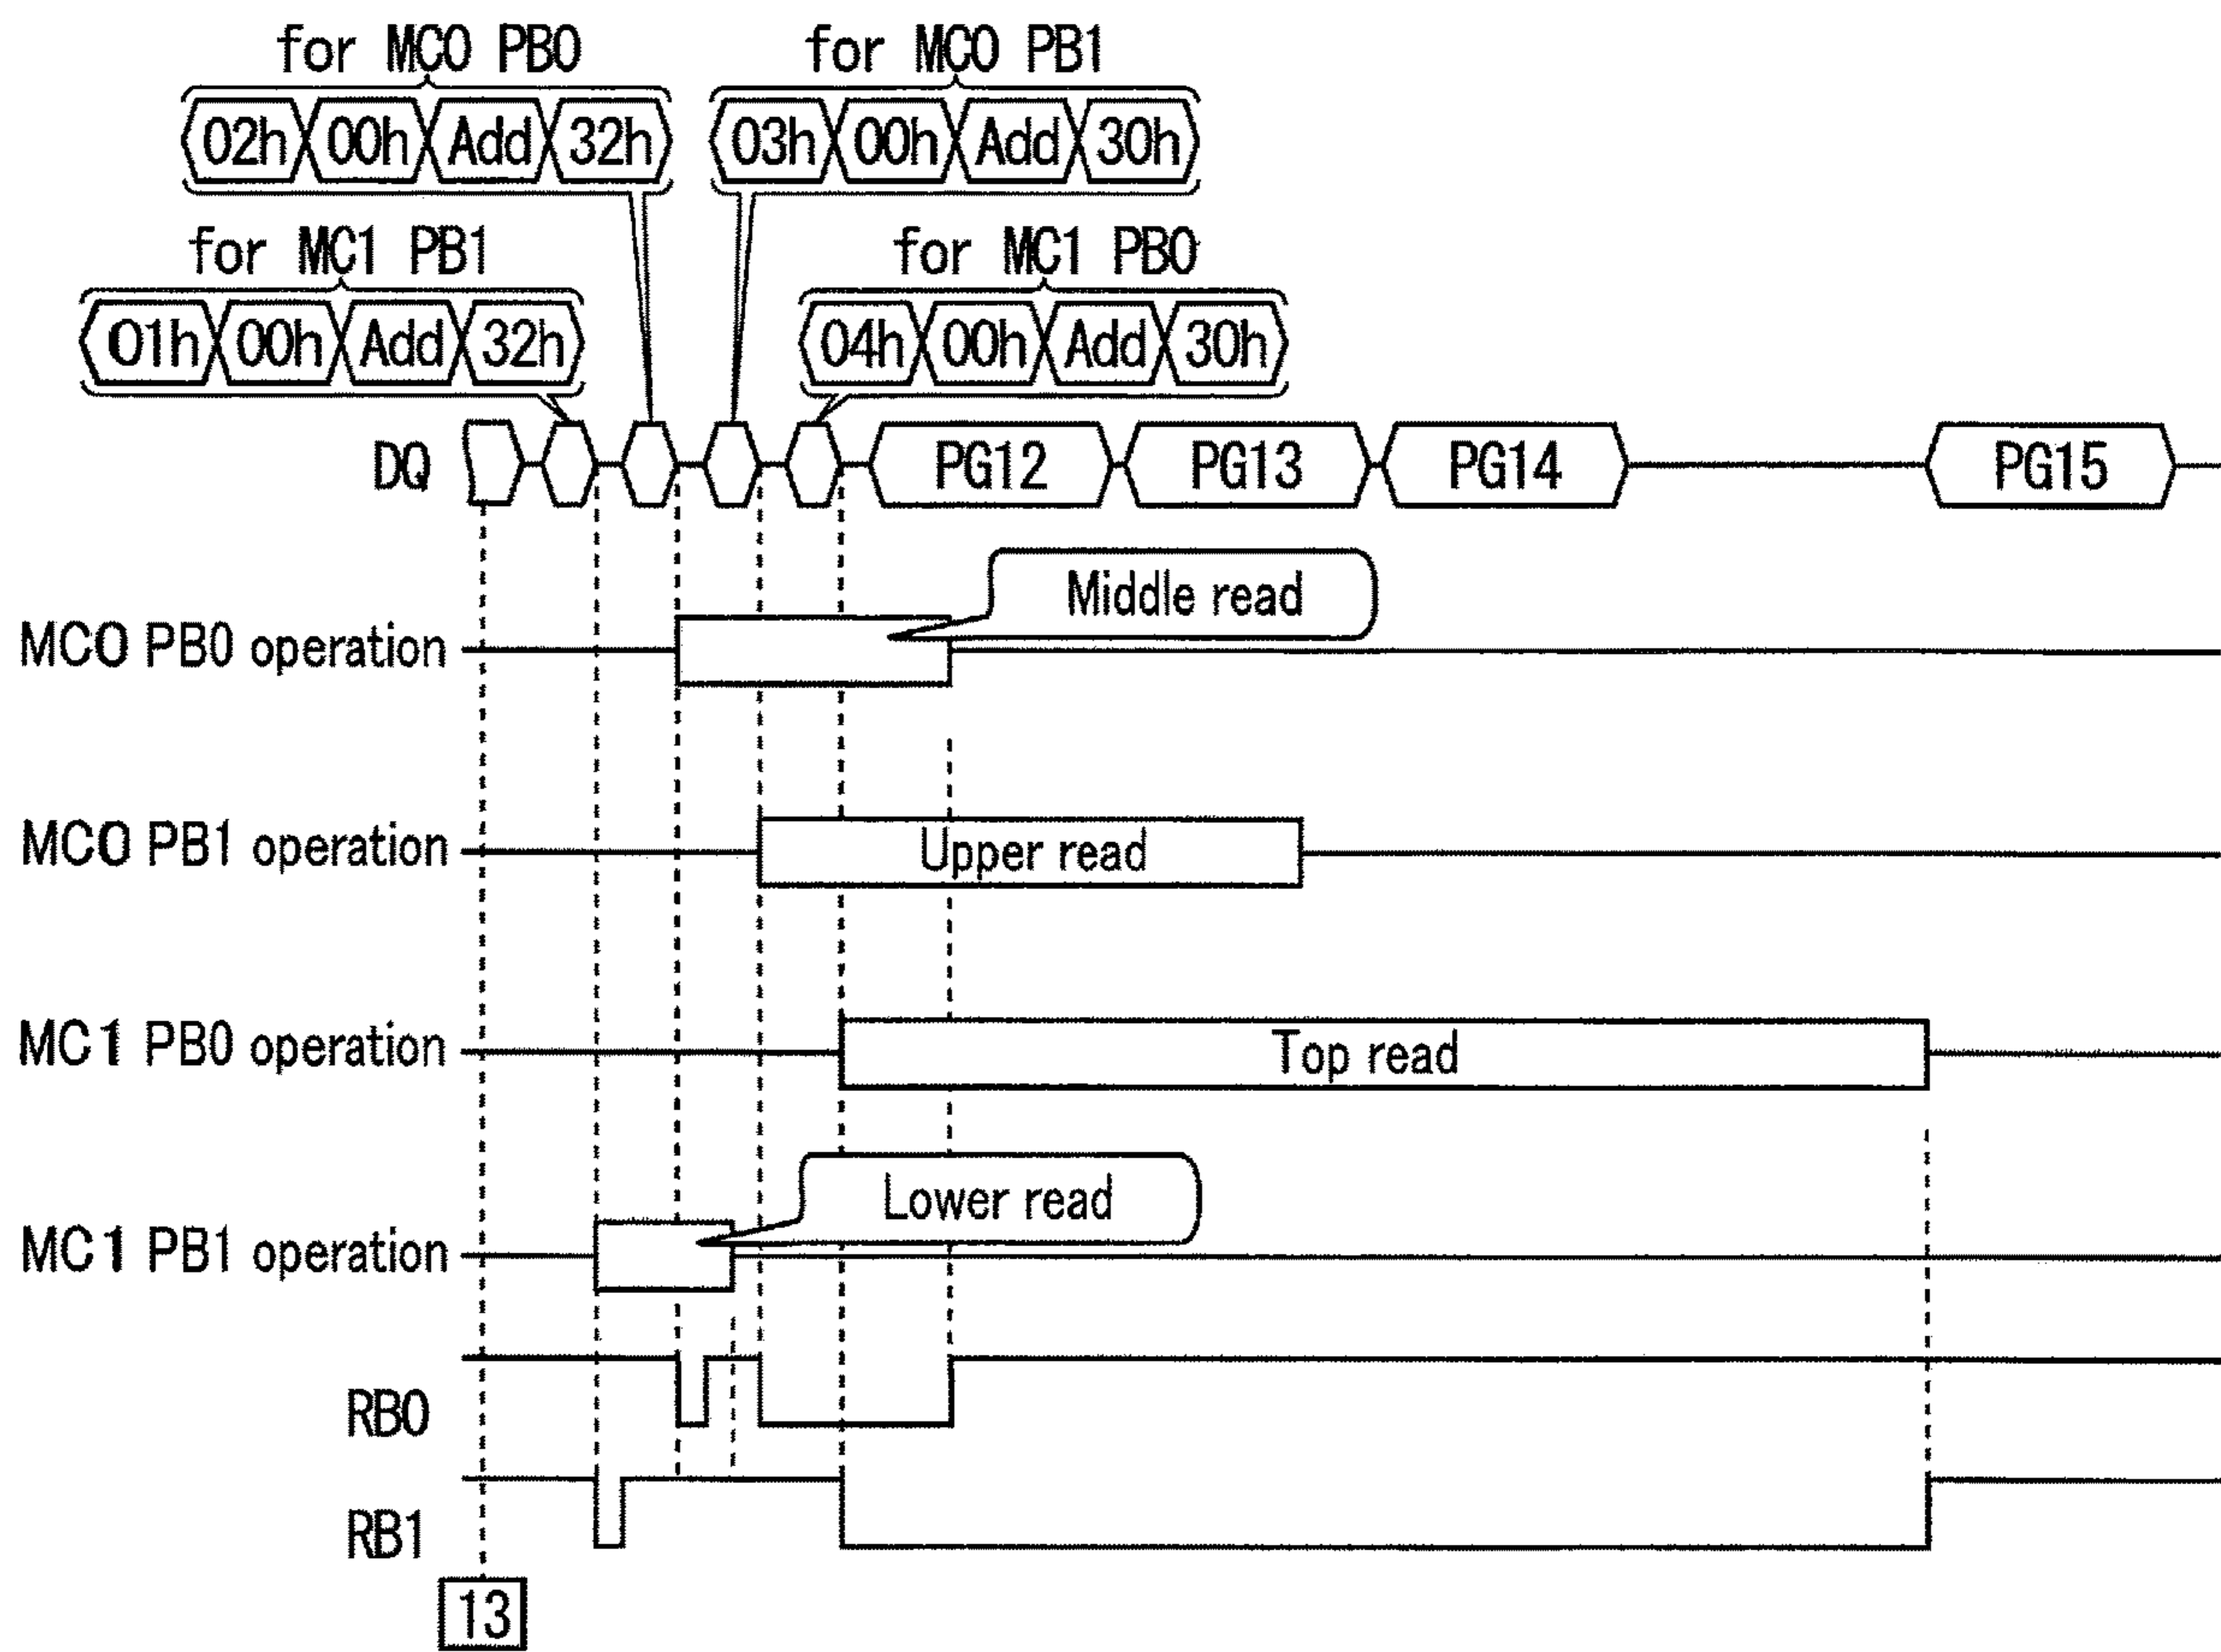 for MC0 PB0
for MC0 PB1
02h 00h Add 32h
03h 00h Add 30h
for MC1 PB1
for MC1 PB0
01h 00h Add 32h
04h 00h Add 30h
DQ PG12 PG13 PG14 PG15
Middle read
MC0 PB0 operation
MC0 PB1 operation
Upper read
MC1 PB0 operation
Top read
Lower read
MC1 PB1 operation
RB0
RB1
13